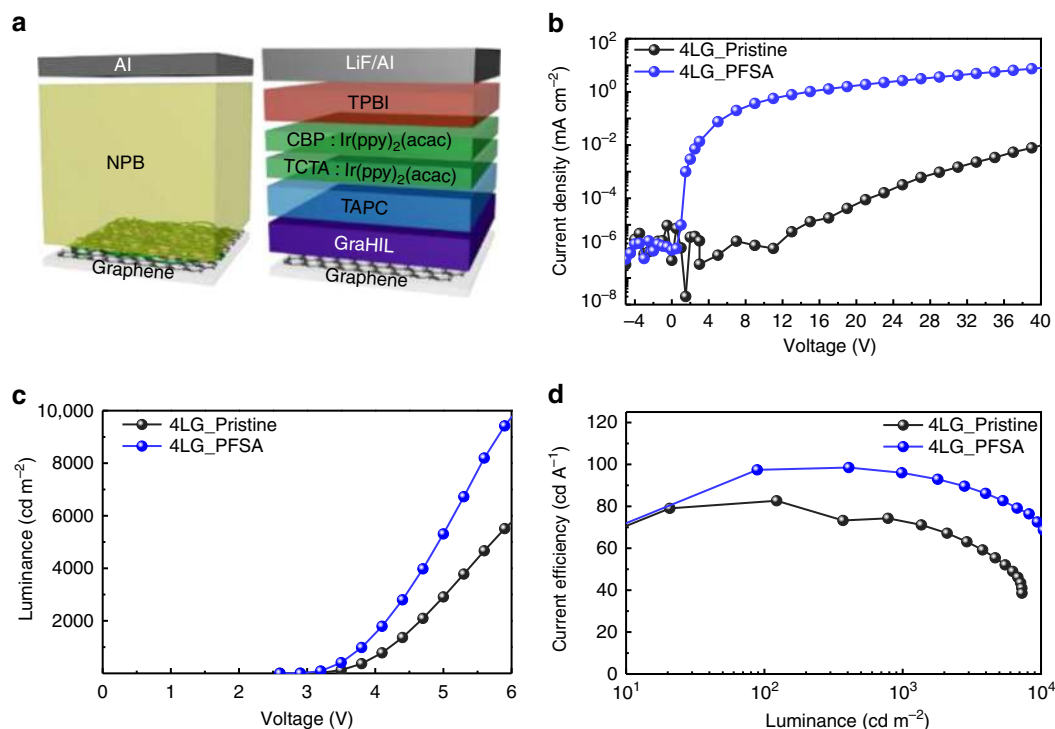 a
Al
NPB
Graphene
LiF/Al
TPBI
CBP : Ir(ppy)2(acac)
TCTA : Ir(ppy)2(acac)
TAPC
GraHIL
Graphene
b
4LG_Pristine
4LG_PFSA
Current density (mA cm−2)
10^2
10^0
10^−2
10^−4
10^−6
10^−8
−4 0 4 8 12 16 20 24 28 32 36 40
Voltage (V)
c
4LG_Pristine
4LG_PFSA
Luminance (cd m−2)
10,000
8000
6000
4000
2000
0 1 2 3 4 5 6
Voltage (V)
d
4LG_Pristine
4LG_PFSA
Current efficiency (cd A−1)
120
100
80
60
40
20
0
10^1 10^2 10^3 10^4
Luminance (cd m−2)